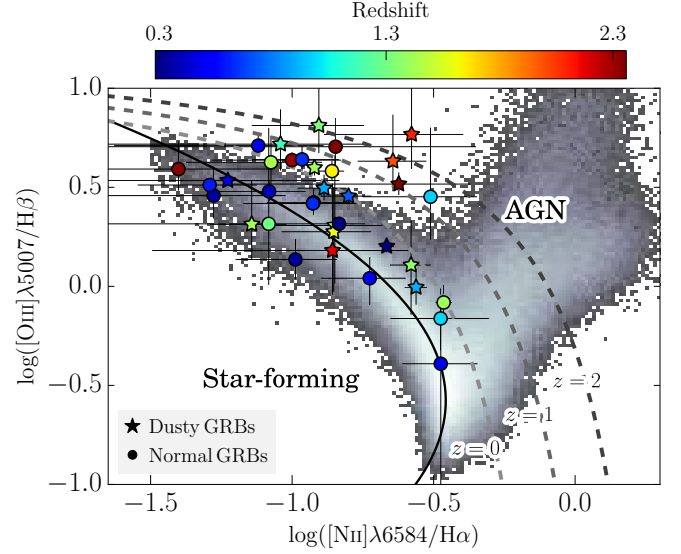 Redshift
0.3 1.3 2.3
1.0
0.5
0.0
−0.5
−1.0
log([OIII]λ5007/Hβ)
AGN
Star-forming
z = 2
z = 1
z = 0
Dusty GRBs
Normal GRBs
−1.5 −1.0 −0.5 0.0
log([NII]λ6584/Hα)